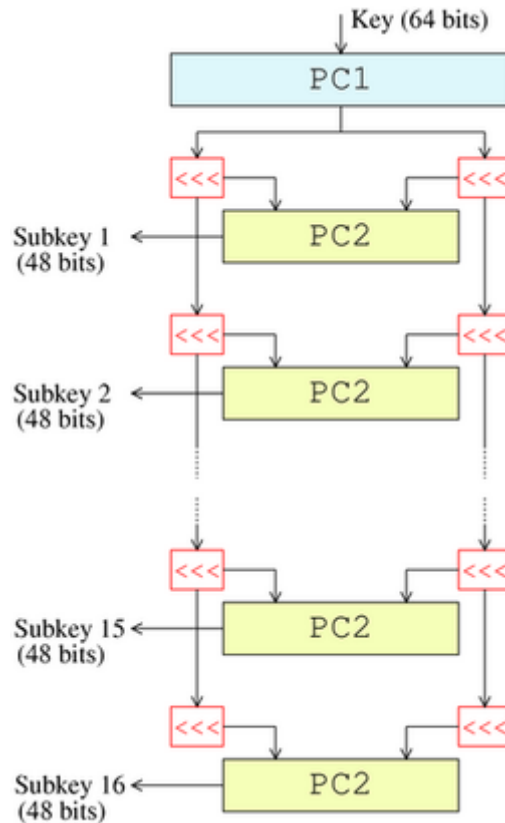 Key (64 bits)
PC1
<<< <<<
PC2
Subkey 1
(48 bits)
<<< <<<
PC2
Subkey 2
(48 bits)
<<< <<<
PC2
Subkey 15
(48 bits)
<<< <<<
PC2
Subkey 16
(48 bits)